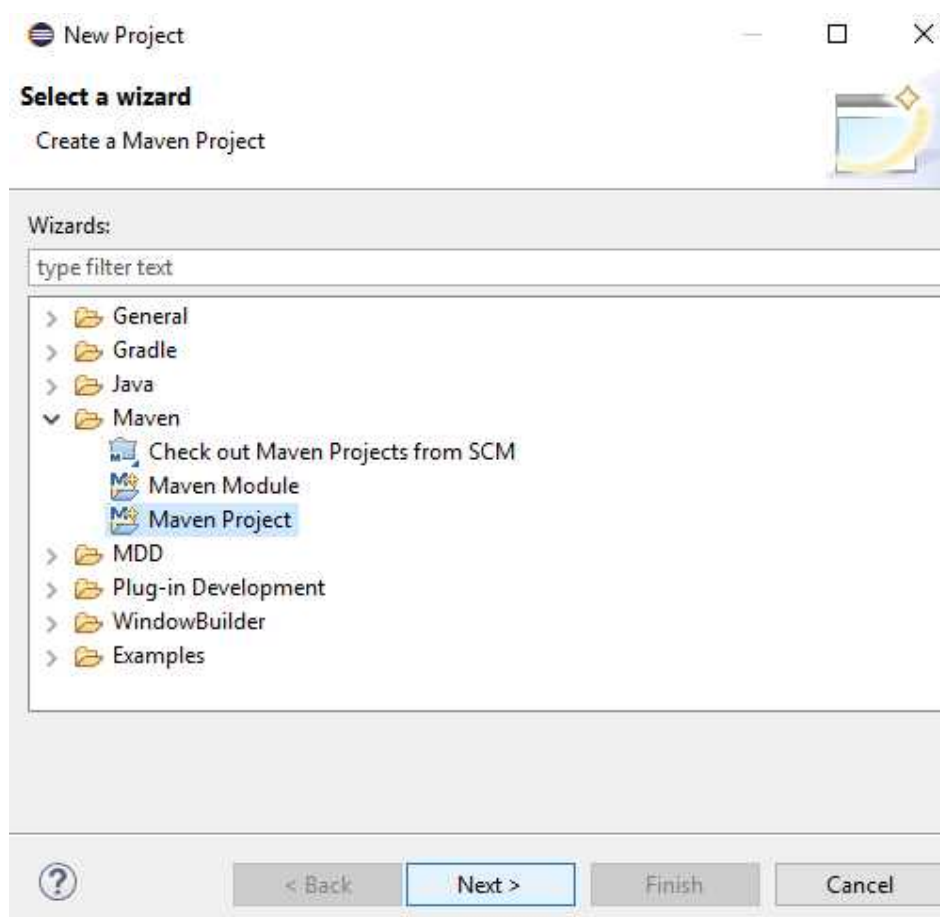 New Project
Select a wizard
Create a Maven Project
Wizards:
type filter text
General
Gradle
Java
Maven
Check out Maven Projects from SCM
Maven Module
Maven Project
MDD
Plug-in Development
WindowBuilder
Examples
< Back Next > Finish Cancel